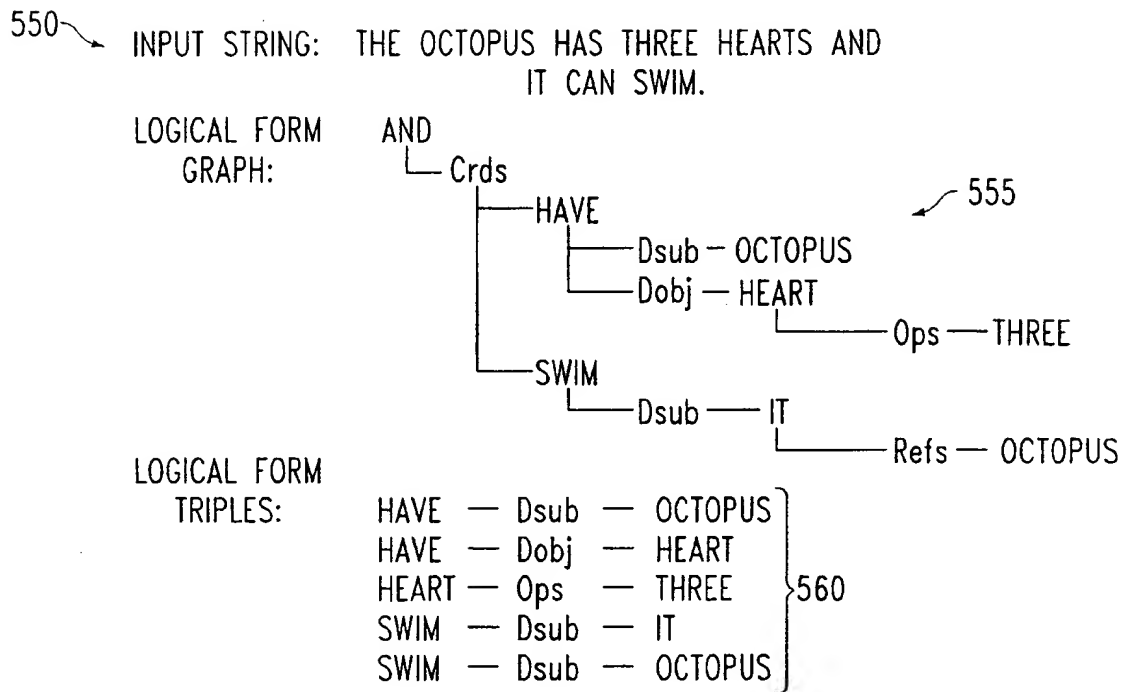 550
INPUT STRING: THE OCTOPUS HAS THREE HEARTS AND
IT CAN SWIM.
LOGICAL FORM AND
GRAPH: Crds
HAVE 555
Dsub — OCTOPUS
Dobj — HEART
Ops — THREE
SWIM
Dsub — IT
Refs — OCTOPUS
LOGICAL FORM
TRIPLES: HAVE — Dsub — OCTOPUS
HAVE — Dobj — HEART
HEART — Ops — THREE 560
SWIM — Dsub — IT
SWIM — Dsub — OCTOPUS